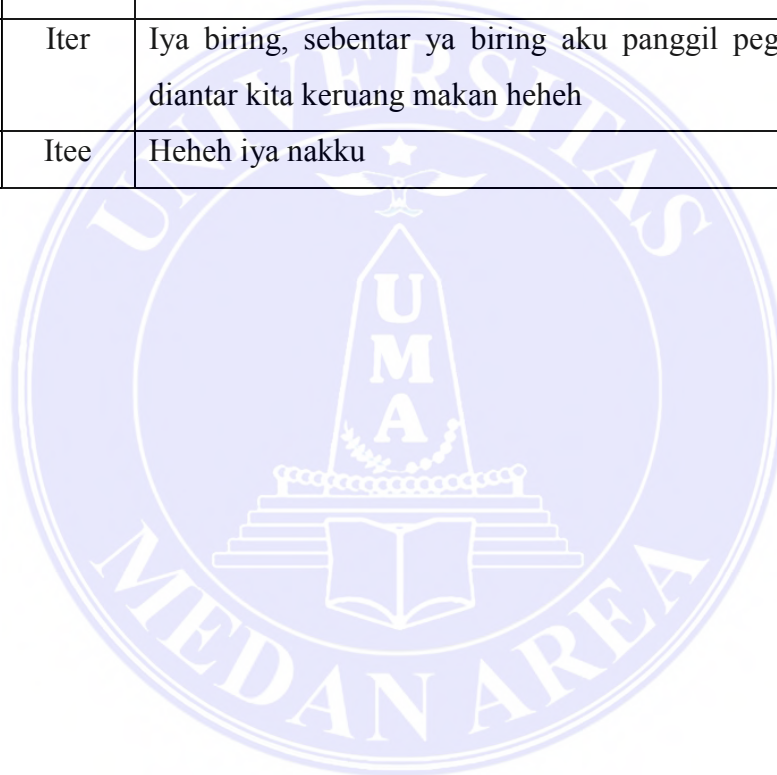 Iter Iya biring, sebentar ya biring aku panggil peg
diantar kita keruang makan heheh
Itee Heheh iya nakku
UNIVERSITAS
U
M
A
MEDAN AREA